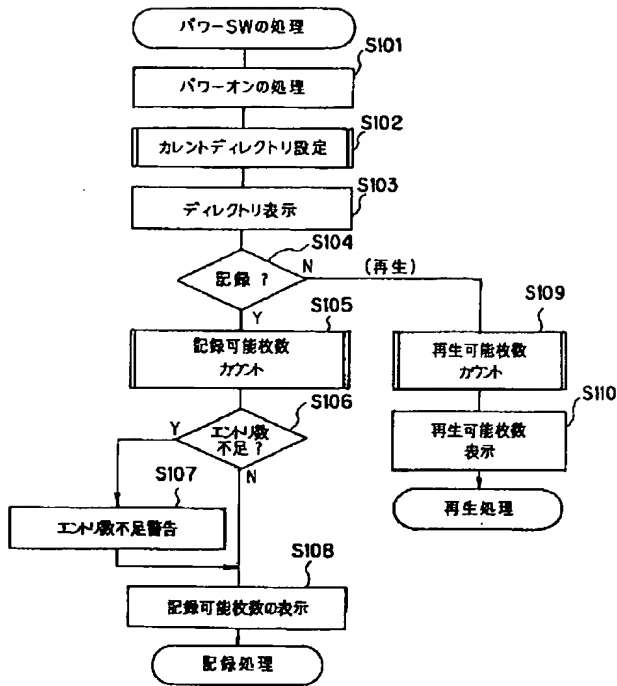 パワーSWの処理
S101
パワーオンの処理
S102
カレントディレクトリ設定
S103
ディレクトリ表示
S104
記録?
N
(再生)
Y
S105
記録可能枚数
カウント
S109
再生可能枚数
カウント
S106
エントリ数
不足?
Y
N
S110
再生可能枚数
表示
S107
エントリ数不足警告
再生処理
S108
記録可能枚数の表示
記録処理